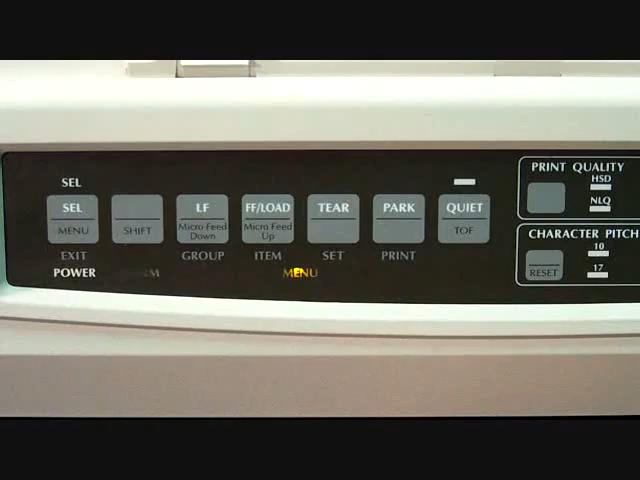 SEL
SEL LF FF/LOAD TEAR PARK QUIET
MENU SHIFT Micro Feed Down Micro Feed Up TOF
EXIT GROUP ITEM SET PRINT
POWER MENU
PRINT QUALITY
HSD
NLQ
CHARACTER PITCH
10
17
RESET